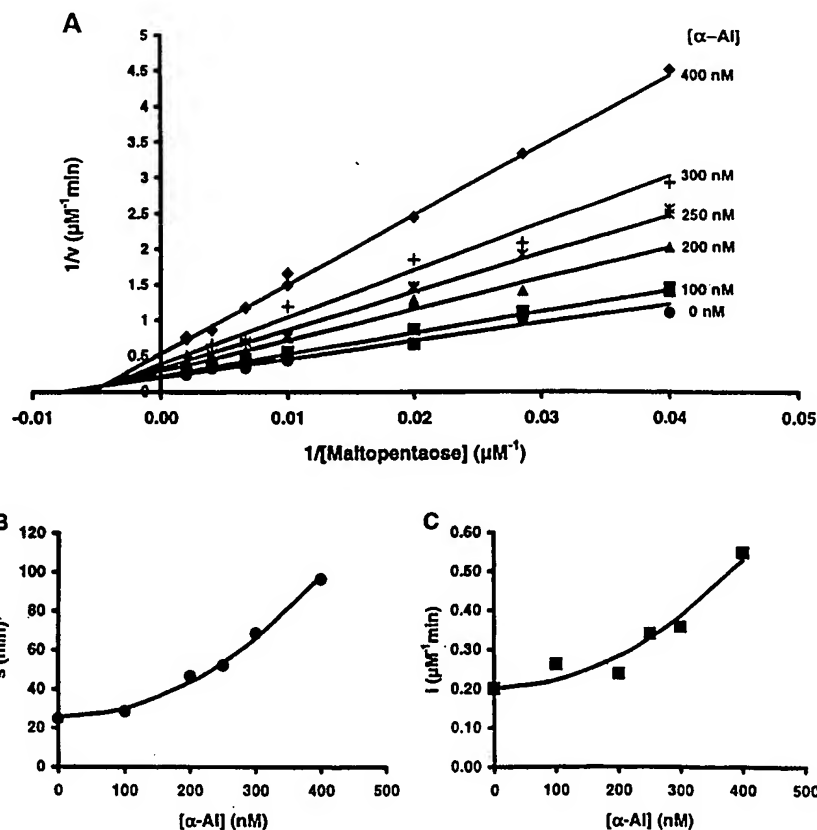 A
[α–AI]
5
4.5
4
3.5
3
2.5
2
1.5
1
0.5
0
400 nM
300 nM
250 nM
200 nM
100 nM
0 nM
1/v (µM⁻¹min)
-0.01 0.00 0.01 0.02 0.03 0.04 0.05
1/[Maltopentaose] (µM⁻¹)
B
120
100
80
60
40
20
0
s (min)
0 100 200 300 400 500
[α-AI] (nM)
C
0.60
0.50
0.40
0.30
0.20
0.10
0.00
i (µM⁻¹min)
0 100 200 300 400 500
[α-AI] (nM)